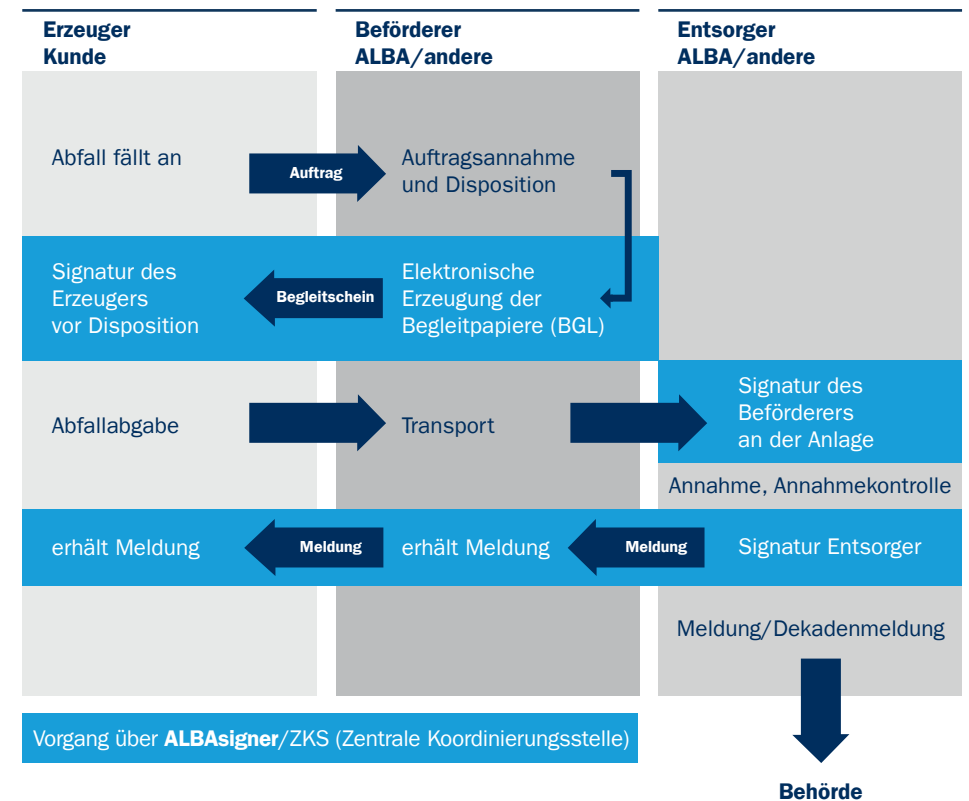 Erzeuger
Kunde
Beförderer
ALBA/andere
Entsorger
ALBA/andere
Abfall fällt an
Auftrag
Auftragsannahme
und Disposition
Signatur des
Erzeugers
vor Disposition
Begleitschein
Elektronische
Erzeugung der
Begleitpapiere (BGL)
Abfallabgabe
Transport
Signatur des
Beförderers
an der Anlage
Annahme, Annahmekontrolle
erhält Meldung
Meldung
erhält Meldung
Meldung
Signatur Entsorger
Meldung/Dekadenmeldung
Vorgang über ALBAsigner/ZKS (Zentrale Koordinierungsstelle)
Behörde